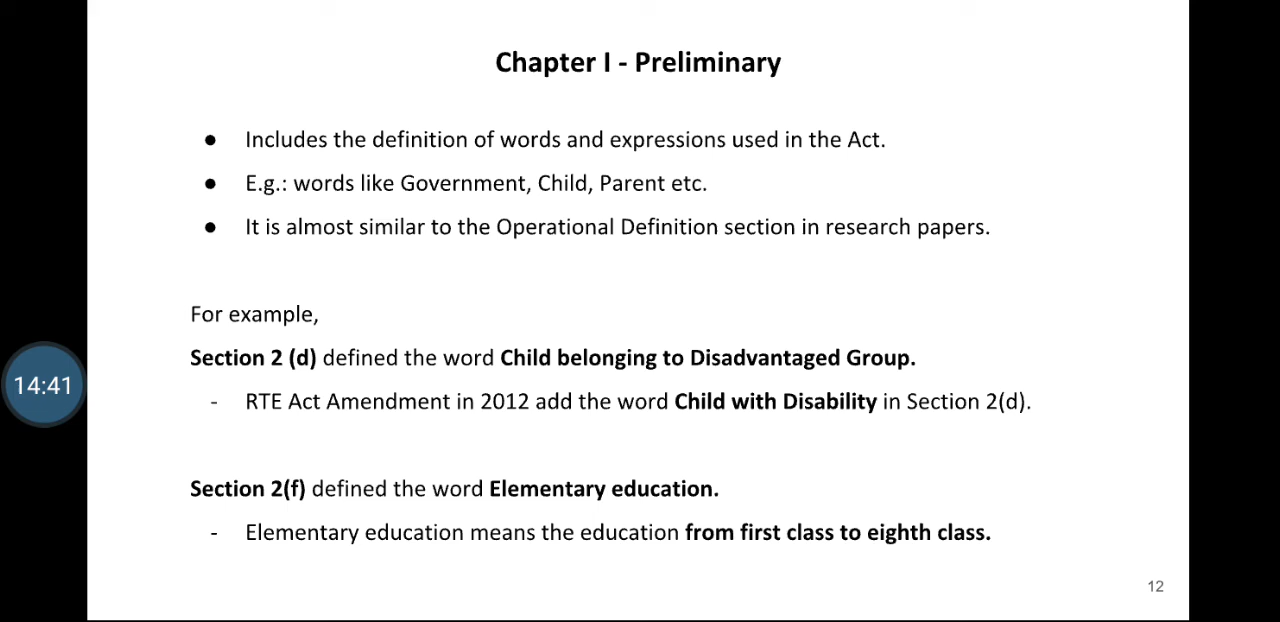 Chapter I - Preliminary
● Includes the definition of words and expressions used in the Act.
● E.g.: words like Government, Child, Parent etc.
● It is almost similar to the Operational Definition section in research papers.
For example,
Section 2 (d) defined the word Child belonging to Disadvantaged Group.
- RTE Act Amendment in 2012 add the word Child with Disability in Section 2(d).
14:41
Section 2(f) defined the word Elementary education.
- Elementary education means the education from first class to eighth class.
12